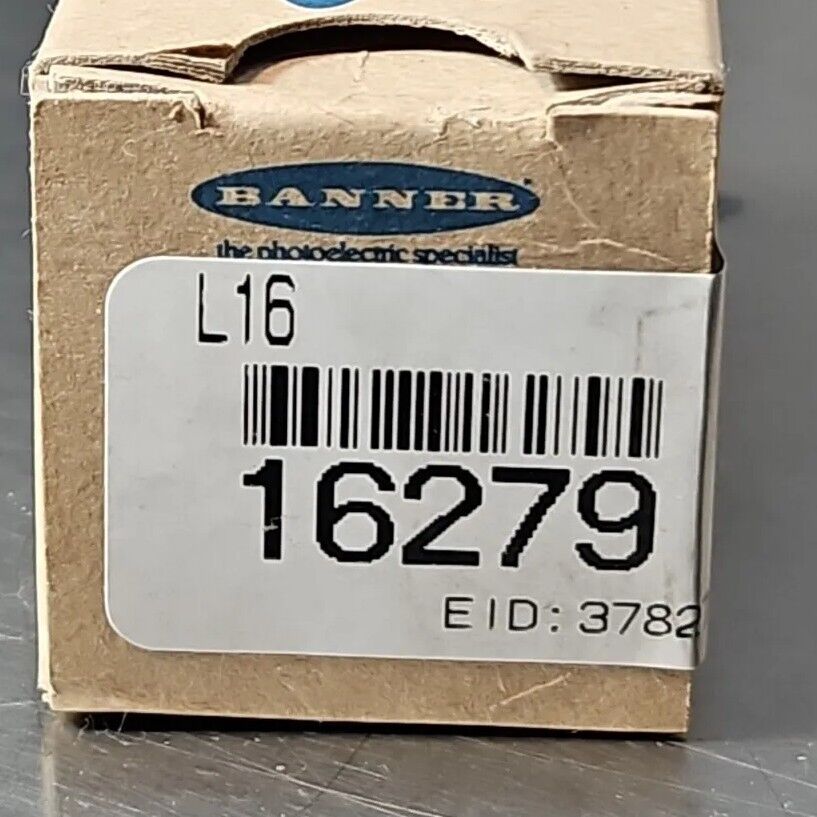 BANNER
the photoelectric specialist
L16
16279
EID: 3782